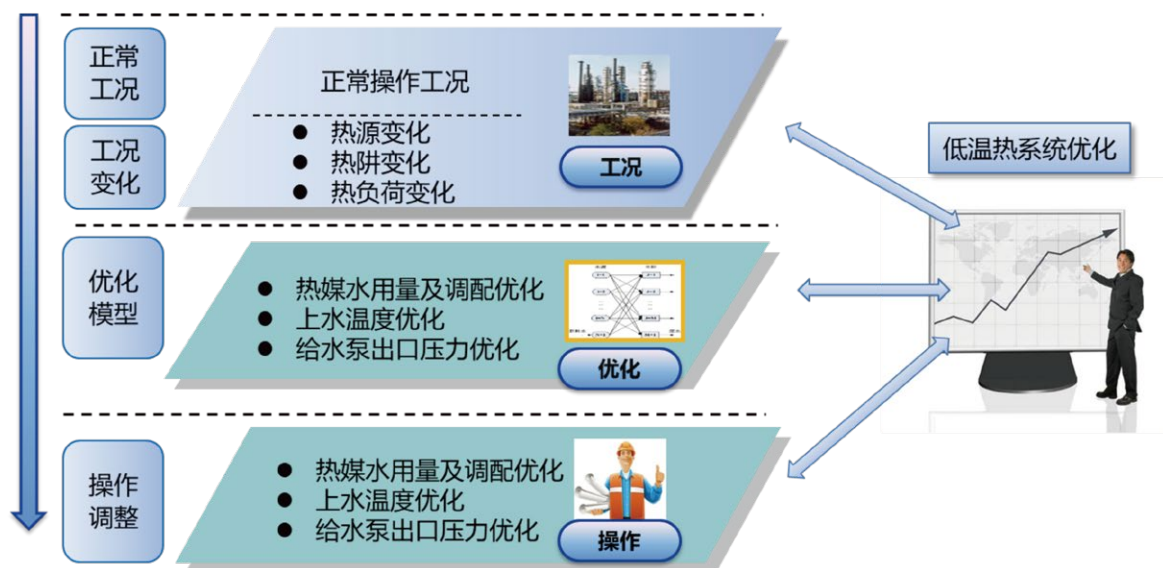 正常
工况
正常操作工况
热源变化
工况
变化
热阱变化
热负荷变化
工况
低温热系统优化
优化
模型
热媒水用量及调配优化
上水温度优化
给水泵出口压力优化
优化
操作
调整
热媒水用量及调配优化
上水温度优化
给水泵出口压力优化
操作